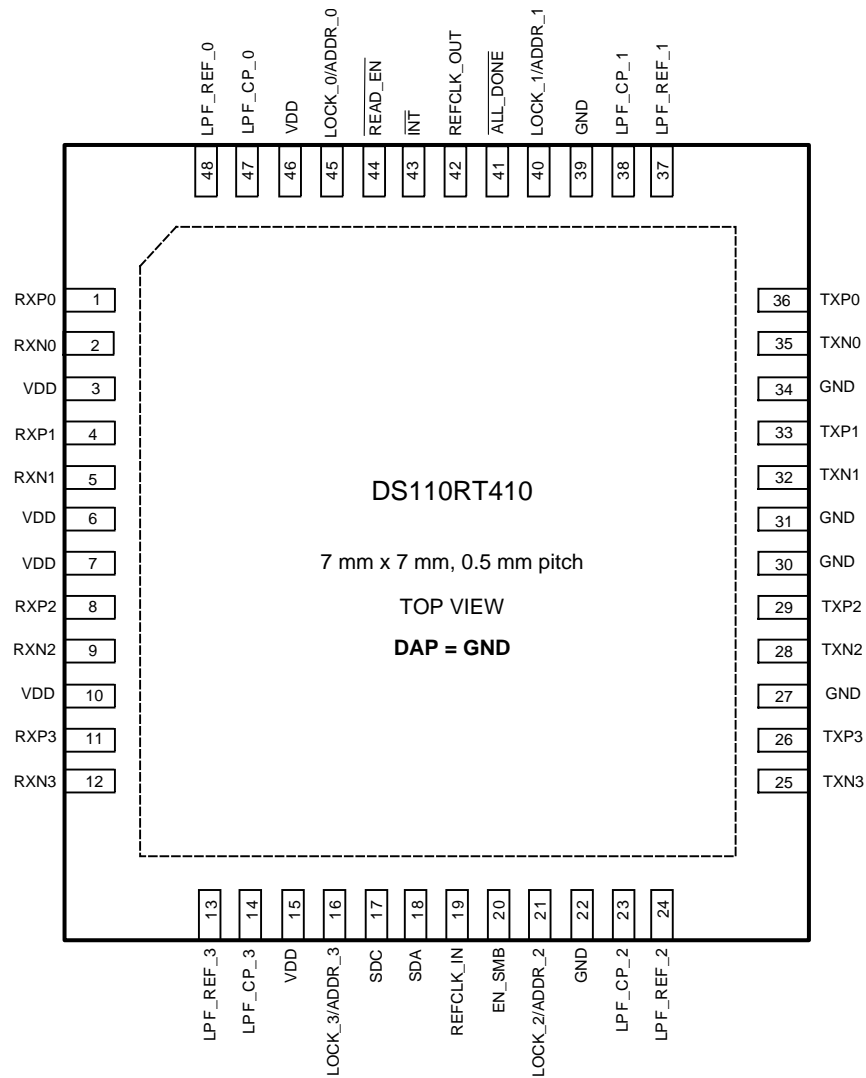 LPF_REF_0
LPF_CP_0
VDD
LOCK_0/ADDR_0
READ_EN
INT
REFCLK_OUT
ALL_DONE
LOCK_1/ADDR_1
GND
LPF_CP_1
LPF_REF_1
48
47
46
45
44
43
42
41
40
39
38
37
RXP0 1
RXN0 2
VDD 3
RXP1 4
RXN1 5
VDD 6
VDD 7
RXP2 8
RXN2 9
VDD 10
RXP3 11
RXN3 12
DS110RT410
7 mm x 7 mm, 0.5 mm pitch
TOP VIEW
DAP = GND
36 TXP0
35 TXN0
34 GND
33 TXP1
32 TXN1
31 GND
30 GND
29 TXP2
28 TXN2
27 GND
26 TXP3
25 TXN3
13
14
15
16
17
18
19
20
21
22
23
24
LPF_REF_3
LPF_CP_3
VDD
LOCK_3/ADDR_3
SDC
SDA
REFCLK_IN
EN_SMB
LOCK_2/ADDR_2
GND
LPF_CP_2
LPF_REF_2